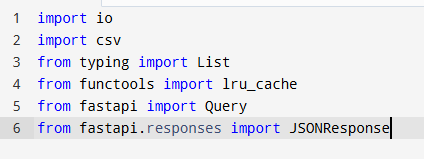 1 import io
2 import csv
3 from typing import List
4 from functools import lru_cache
5 from fastapi import Query
6 from fastapi.responses import JSONResponse